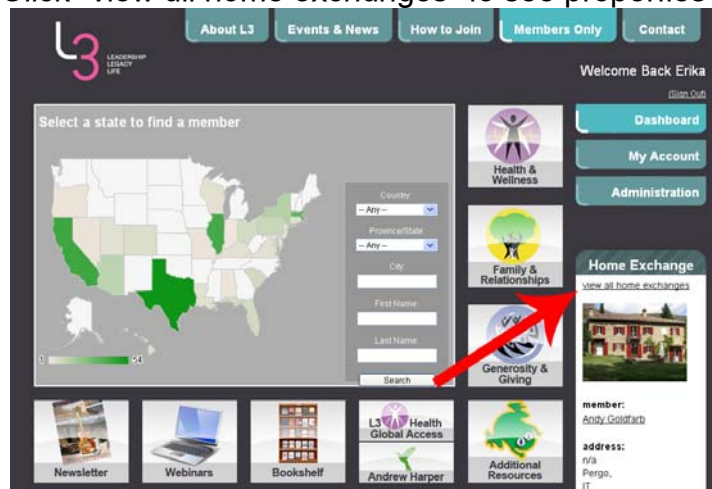 Click "view all home exchanges" to see properties
About L3
Events & News
How to Join
Members Only
Contact
L3
LEADERSHIP
LEGACY
LIFE
Welcome Back Erika
(Sign Out)
Dashboard
My Account
Administration
Select a state to find a member
Country
-- Any --
Province/State
-- Any --
City:
First Name:
Last Name:
Search
1
54
Health &
Wellness
Family &
Relationships
Generosity &
Giving
Home Exchange
view all home exchanges
member:
Andy Goldfarb
address:
n/a
Pergo,
IT
Newsletter
Webinars
Bookshelf
L3 Health
Global Access
Andrew Harper
Additional
Resources